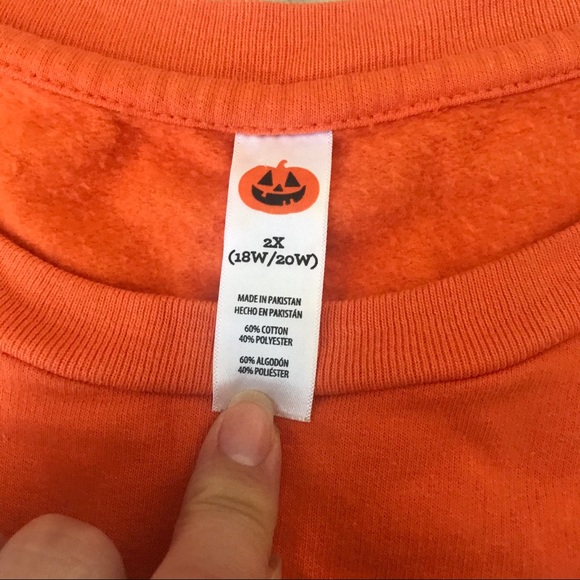 2X
(18W/20W)
MADE IN PAKISTAN
HECHO EN PAKISTÁN
60% COTTON
40% POLYESTER
60% ALGODÓN
40% POLIÉSTER